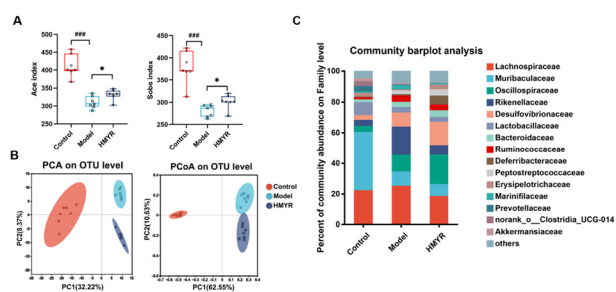 A
###
*
Ace index
450
400
350
300
250
Control
Model
HMYR
###
*
Sobs index
400
350
300
250
Control
Model
HMYR
B
PCA on OTU level
PC2(8.37%)
PC1(32.22%)
PCoA on OTU level
PC2(10.83%)
PC1(62.55%)
Control
Model
HMYR
C
Community barplot analysis
Percent of community abundance on Family level
100
80
60
40
20
0
Control
Model
HMYR
Lachnospiraceae
Muribaculaceae
Oscillospiraceae
Rikenellaceae
Desulfovibrionaceae
Lactobacillaceae
Bacteroidaceae
Ruminococcaceae
Deferribacteraceae
Peptostreptococcaceae
Erysipelotrichaceae
Marinifilaceae
Prevotellaceae
norank_o__Clostridia_UCG-014
Akkermansiaceae
others